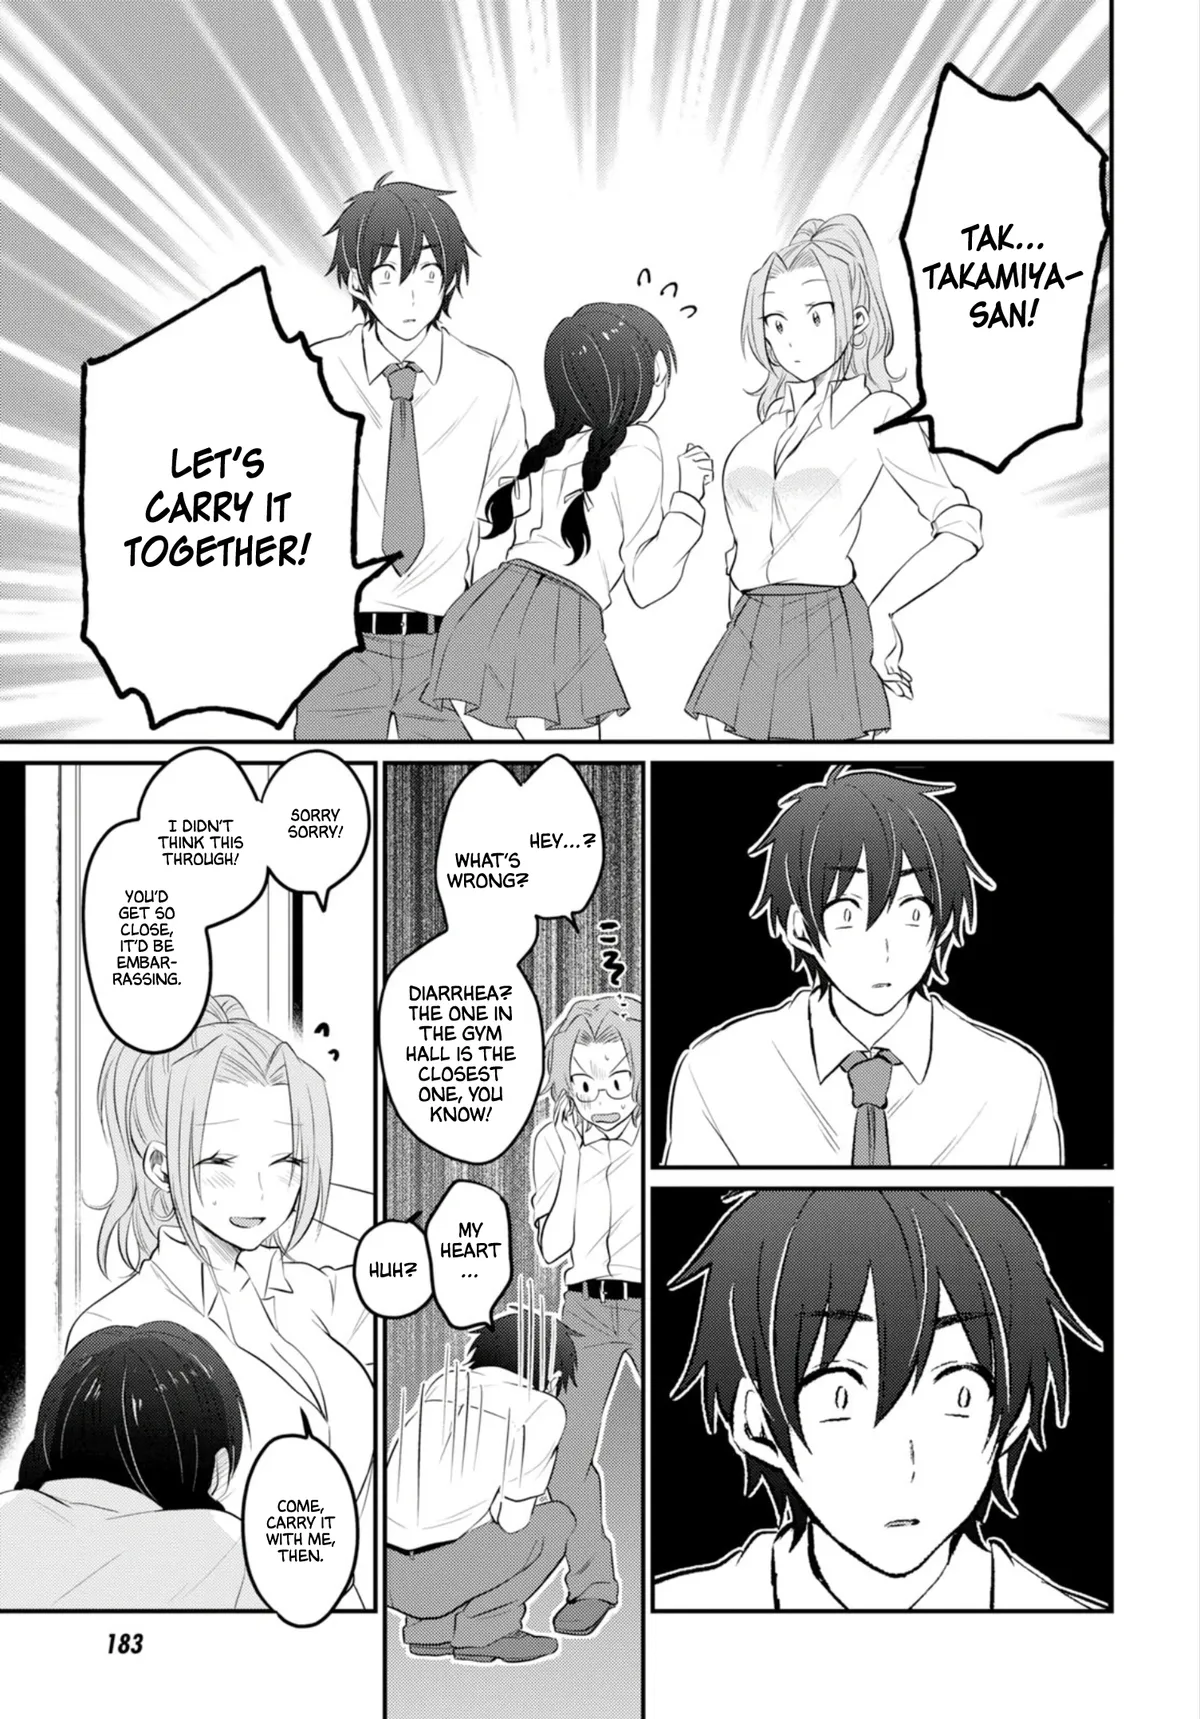 TAK...
TAKAMIYA-
SAN!
LET'S
CARRY IT
TOGETHER!
HEY...?
WHAT'S
WRONG?
DIARRHEA?
THE ONE IN
THE GYM
HALL IS THE
CLOSEST
ONE, YOU
KNOW!
MY
HEART
...
HUH?
SORRY
SORRY!
I DIDN'T
THINK THIS
THROUGH!
YOU'D
GET SO
CLOSE,
IT'D BE
EMBAR-
RASSING.
COME,
CARRY IT
WITH ME,
THEN.
183